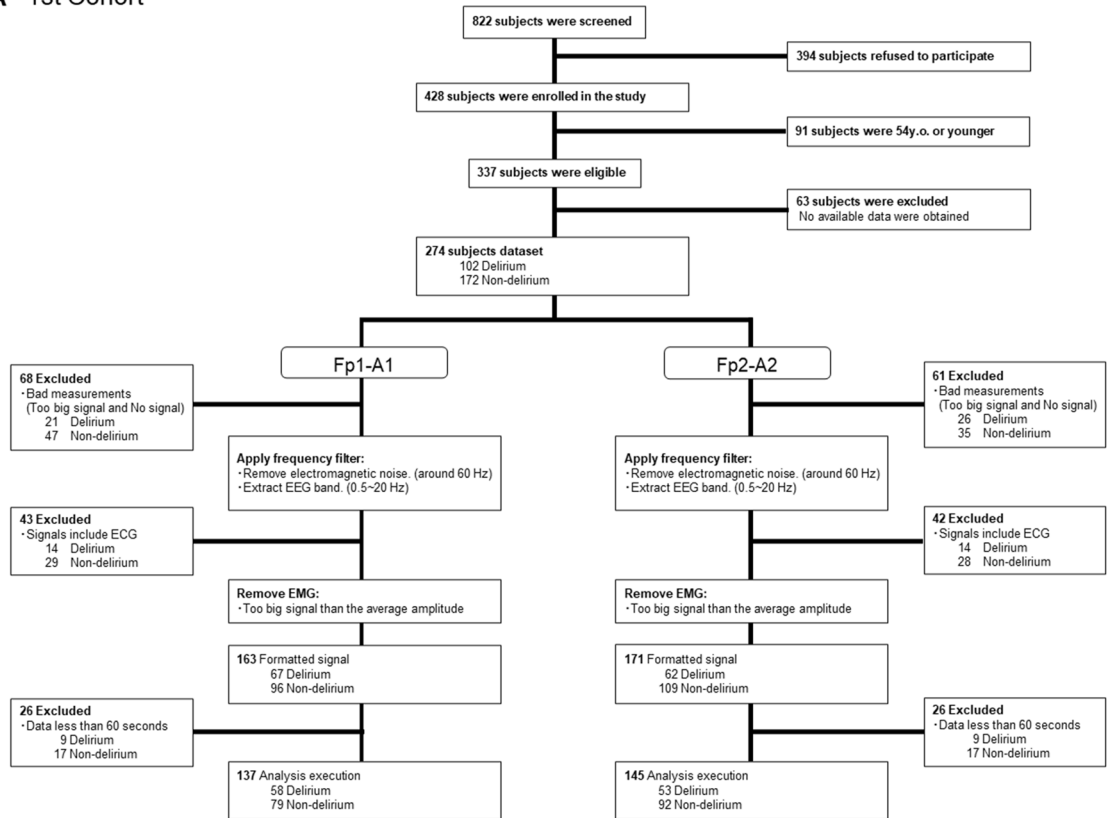 A 1st Cohort
822 subjects were screened
394 subjects refused to participate
428 subjects were enrolled in the study
91 subjects were 54y.o. or younger
337 subjects were eligible
63 subjects were excluded
No available data were obtained
274 subjects dataset
102 Delirium
172 Non-delirium
Fp1-A1
68 Excluded
・Bad measurements
(Too big signal and No signal)
21 Delirium
47 Non-delirium
Apply frequency filter:
・Remove electromagnetic noise. (around 60 Hz)
・Extract EEG band. (0.5~20 Hz)
43 Excluded
・Signals include ECG
14 Delirium
29 Non-delirium
Remove EMG:
・Too big signal than the average amplitude
163 Formatted signal
67 Delirium
96 Non-delirium
26 Excluded
・Data less than 60 seconds
9 Delirium
17 Non-delirium
137 Analysis execution
58 Delirium
79 Non-delirium
Fp2-A2
61 Excluded
・Bad measurements
(Too big signal and No signal)
26 Delirium
35 Non-delirium
Apply frequency filter:
・Remove electromagnetic noise. (around 60 Hz)
・Extract EEG band. (0.5~20 Hz)
42 Excluded
・Signals include ECG
14 Delirium
28 Non-delirium
Remove EMG:
・Too big signal than the average amplitude
171 Formatted signal
62 Delirium
109 Non-delirium
26 Excluded
・Data less than 60 seconds
9 Delirium
17 Non-delirium
145 Analysis execution
53 Delirium
92 Non-delirium